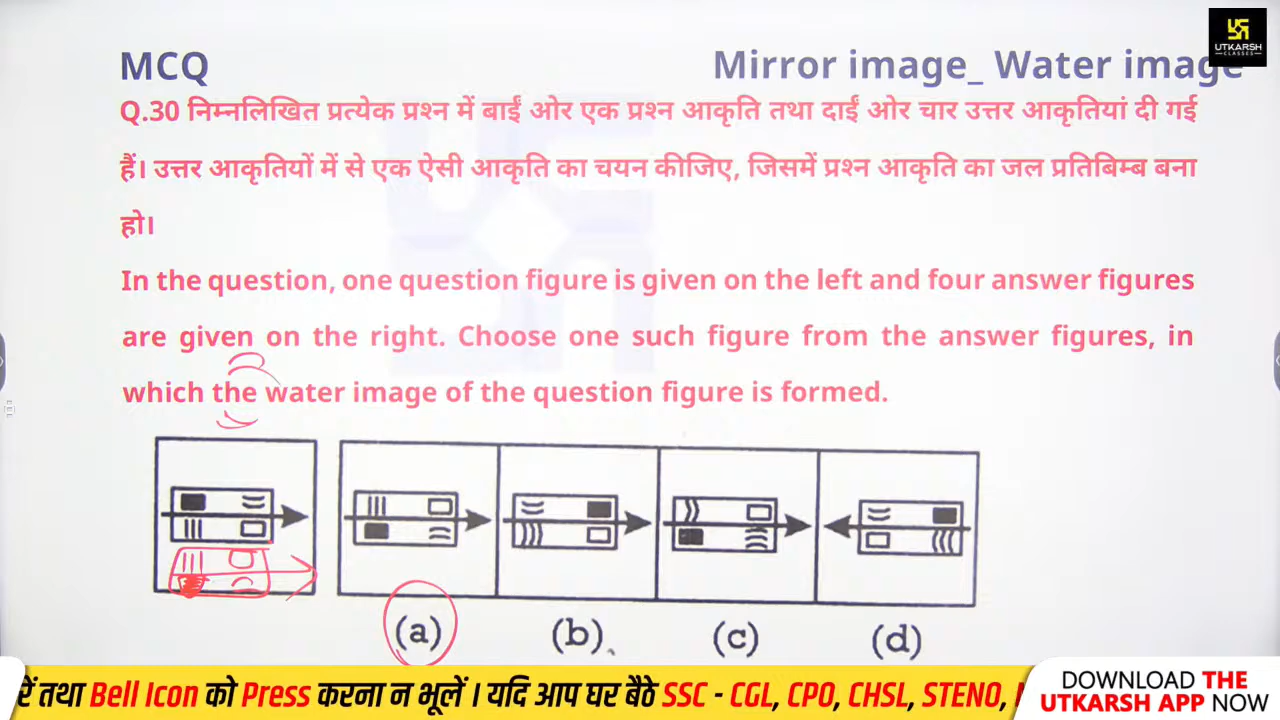 UTKARSH
CLASSES
MCQ
Mirror image_ Water image
Q.30 निम्नलिखित प्रत्येक प्रश्न में बाईं ओर एक प्रश्न आकृति तथा दाईं ओर चार उत्तर आकृतियां दी गई
हैं। उत्तर आकृतियों में से एक ऐसी आकृति का चयन कीजिए, जिसमें प्रश्न आकृति का जल प्रतिबिम्ब बना
हो।
In the question, one question figure is given on the left and four answer figures
are given on the right. Choose one such figure from the answer figures, in
which the water image of the question figure is formed.
(a) (b) (c) (d)
तथा Bell Icon को Press करना न भूलें । यदि आप घर बैठे SSC - CGL, CPO, CHSL, STENO,
DOWNLOAD THE
UTKARSH APP NOW